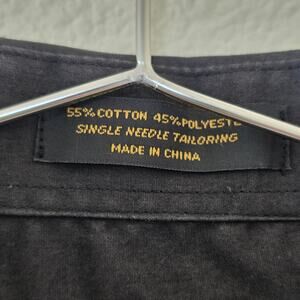 55% COTTON 45% POLYESTE
SINGLE NEEDLE TAILORING
MADE IN CHINA